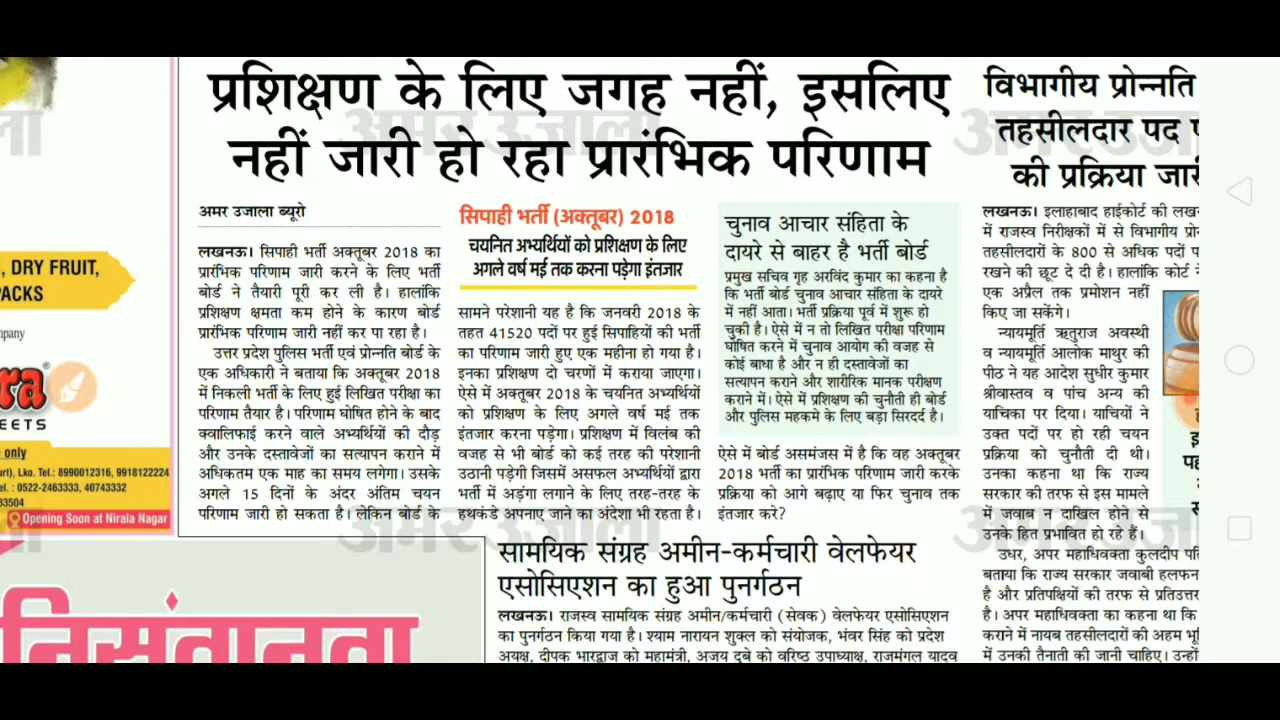 प्रशिक्षण के लिए जगह नहीं, इसलिए
नहीं जारी हो रहा प्रारंभिक परिणाम
अमर उजाला ब्यूरो
लखनऊ। सिपाही भर्ती अक्तूबर 2018 का
प्रारंभिक परिणाम जारी करने के लिए भर्ती
बोर्ड ने तैयारी पूरी कर ली है। हालांकि
प्रशिक्षण क्षमता कम होने के कारण बोर्ड
प्रारंभिक परिणाम जारी नहीं कर पा रहा है।
उत्तर प्रदेश पुलिस भर्ती एवं प्रोन्नति बोर्ड के
एक अधिकारी ने बताया कि अक्तूबर 2018
में निकली भर्ती के लिए हुई लिखित परीक्षा का
परिणाम तैयार है। परिणाम घोषित होने के बाद
क्वालिफाई करने वाले अभ्यर्थियों की दौड़
और उनके दस्तावेजों का सत्यापन कराने में
अधिकतम एक माह का समय लगेगा। उसके
अगले 15 दिनों के अंदर अंतिम चयन
परिणाम जारी हो सकता है। लेकिन बोर्ड के
सिपाही भर्ती (अक्तूबर) 2018
चयनित अभ्यर्थियों को प्रशिक्षण के लिए
अगले वर्ष मई तक करना पड़ेगा इंतजार
सामने परेशानी यह है कि जनवरी 2018 के
तहत 41520 पदों पर हुई सिपाहियों की भर्ती
का परिणाम जारी हुए एक महीना हो गया है।
इनका प्रशिक्षण दो चरणों में कराया जाएगा।
ऐसे में अक्तूबर 2018 के चयनित अभ्यर्थियों
को प्रशिक्षण के लिए अगले वर्ष मई तक
इंतजार करना पड़ेगा। प्रशिक्षण में विलंब की
वजह से भी बोर्ड को कई तरह की परेशानी
उठानी पड़ेगी जिसमें असफल अभ्यर्थियों द्वारा
भर्ती में अड़ंगा लगाने के लिए तरह-तरह के
हथकंडे अपनाए जाने का अंदेशा भी रहता है।
चुनाव आचार संहिता के
दायरे से बाहर है भर्ती बोर्ड
प्रमुख सचिव गृह अरविंद कुमार का कहना है
कि भर्ती बोर्ड चुनाव आचार संहिता के दायरे
में नहीं आता। भर्ती प्रक्रिया पूर्व में शुरू हो
चुकी है। ऐसे में न तो लिखित परीक्षा परिणाम
घोषित करने में चुनाव आयोग की वजह से
कोई बाधा है और न ही दस्तावेजों का
सत्यापन कराने और शारीरिक मानक परीक्षण
कराने में। ऐसे में प्रशिक्षण की चुनौती ही बोर्ड
और पुलिस महकमे के लिए बड़ा सिरदर्द है।
ऐसे में बोर्ड असमंजस में है कि वह अक्तूबर
2018 भर्ती का प्रारंभिक परिणाम जारी करके
प्रक्रिया को आगे बढ़ाए या फिर चुनाव तक
इंतजार करे?
विभागीय प्रोन्नति
तहसीलदार पद
की प्रक्रिया
लखनऊ। इलाहाबाद हाईकोर्ट की
में राजस्व निरीक्षकों में से विभागीय
तहसीलदारों के 800 से अधिक पदों
रखने की छूट दे दी है। हालांकि कोर्ट
एक अप्रैल तक प्रमोशन नहीं
किए जा सकेंगे।
न्यायमूर्ति ऋतुराज अवस्थी
व न्यायमूर्ति आलोक माथुर की
पीठ ने यह आदेश सुधीर कुमार
श्रीवास्तव व पांच अन्य की
याचिका पर दिया। याचियों ने
उक्त पदों पर हो रही चयन
प्रक्रिया को चुनौती दी थी।
उनका कहना था कि राज्य
सरकार की तरफ से इस मामले
में जवाब न दाखिल होने से
उनके हित प्रभावित हो रहे हैं।
उधर, अपर महाधिवक्ता कुलदीप
बताया कि राज्य सरकार जवाबी
है और प्रतिपक्षियों की तरफ से
है। अपर महाधिवक्ता का कहना था कि
कराने में नायब तहसीलदारों की अहम
में उनकी तैनाती की जानी चाहिए।
सामयिक संग्रह अमीन-कर्मचारी वेलफेयर
एसोसिएशन का हुआ पुनर्गठन
लखनऊ। राजस्व सामयिक संग्रह अमीन/कर्मचारी (सेवक) वेलफेयर एसोसिएशन
का पुनर्गठन किया गया है। श्याम नारायन शुक्ल को संयोजक, भंवर सिंह को प्रदेश
अयक्ष, दीपक भारद्वाज को महामंत्री, अजय दुबे को वरिष्ठ उपाध्यक्ष, राजमंगल यादव
, DRY FRUIT,
PACKS
EETS
only
Lko. Tel.: 8990012316, 9918122224
el. : 0522-2463333, 40743332
33504
Opening Soon at Nirala Nagar
अमर उजाला
अमर उजाला